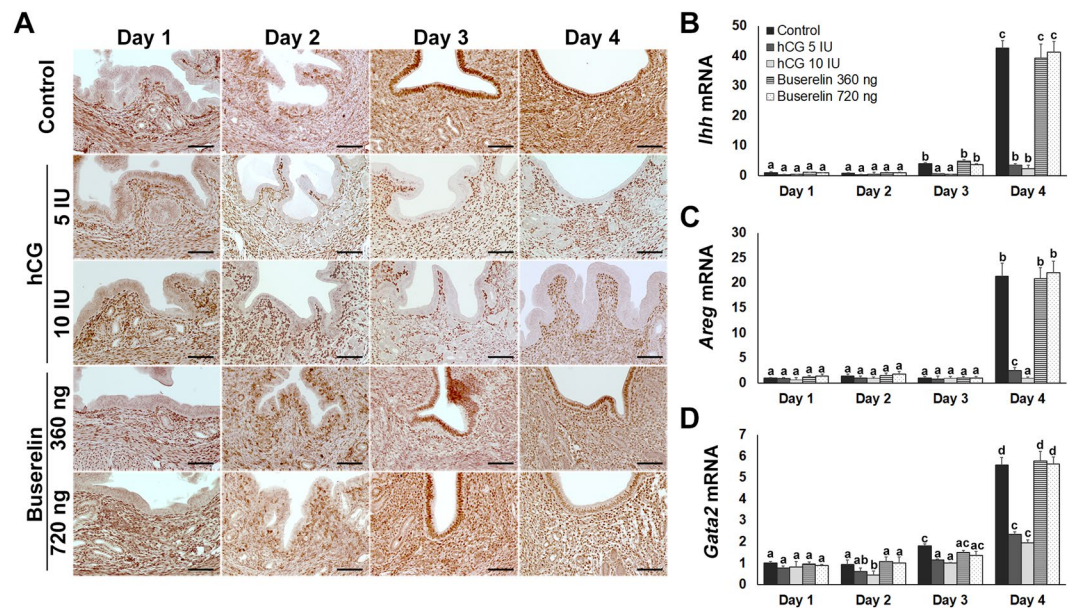 A
Day 1 Day 2 Day 3 Day 4
Control
hCG
5 IU
10 IU
Buserelin
360 ng
720 ng
B
Control
hCG 5 IU
hCG 10 IU
Buserelin 360 ng
Buserelin 720 ng
Ihh mRNA
50
40
30
20
10
0
a a a a a a a a a a b a a b b c b b c c
Day 1 Day 2 Day 3 Day 4
C
Areg mRNA
30
25
20
15
10
5
0
a a a a a a a a a a a a a a a b c a b b
Day 1 Day 2 Day 3 Day 4
D
Gata2 mRNA
7
6
5
4
3
2
1
0
a a a a a a ab b a a c a a ac ac d c c d d
Day 1 Day 2 Day 3 Day 4